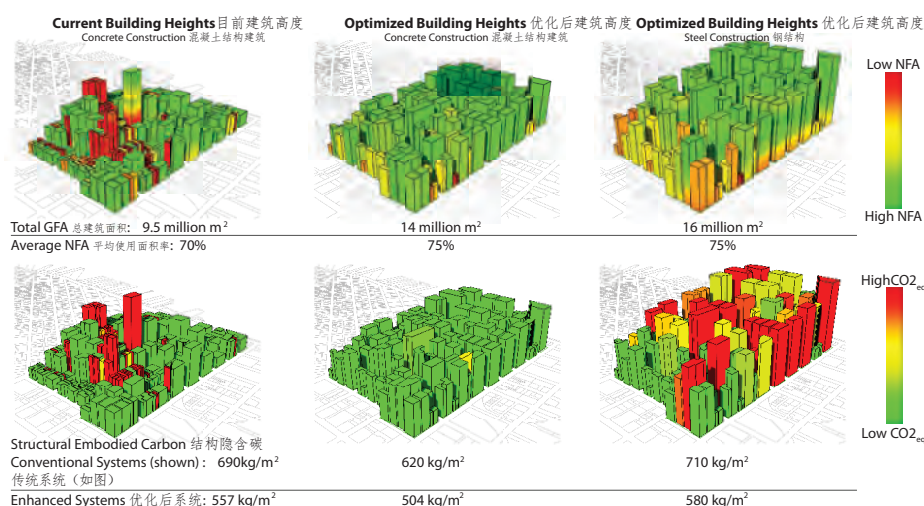 Current Building Heights 目前建筑高度
Concrete Construction 混凝土结构建筑
Optimized Building Heights 优化后建筑高度
Concrete Construction 混凝土结构建筑
Optimized Building Heights 优化后建筑高度
Steel Construction 钢结构
Low NFA
High NFA
Total GFA 总建筑面积: 9.5 million m² 14 million m² 16 million m²
Average NFA 平均使用面积率: 70% 75% 75%
HighCO2eq
Low CO2eq
Structural Embodied Carbon 结构隐含碳
Conventional Systems (shown) : 690kg/m² 620 kg/m² 710 kg/m²
传统系统（如图）
Enhanced Systems 优化后系统: 557 kg/m² 504 kg/m² 580 kg/m²